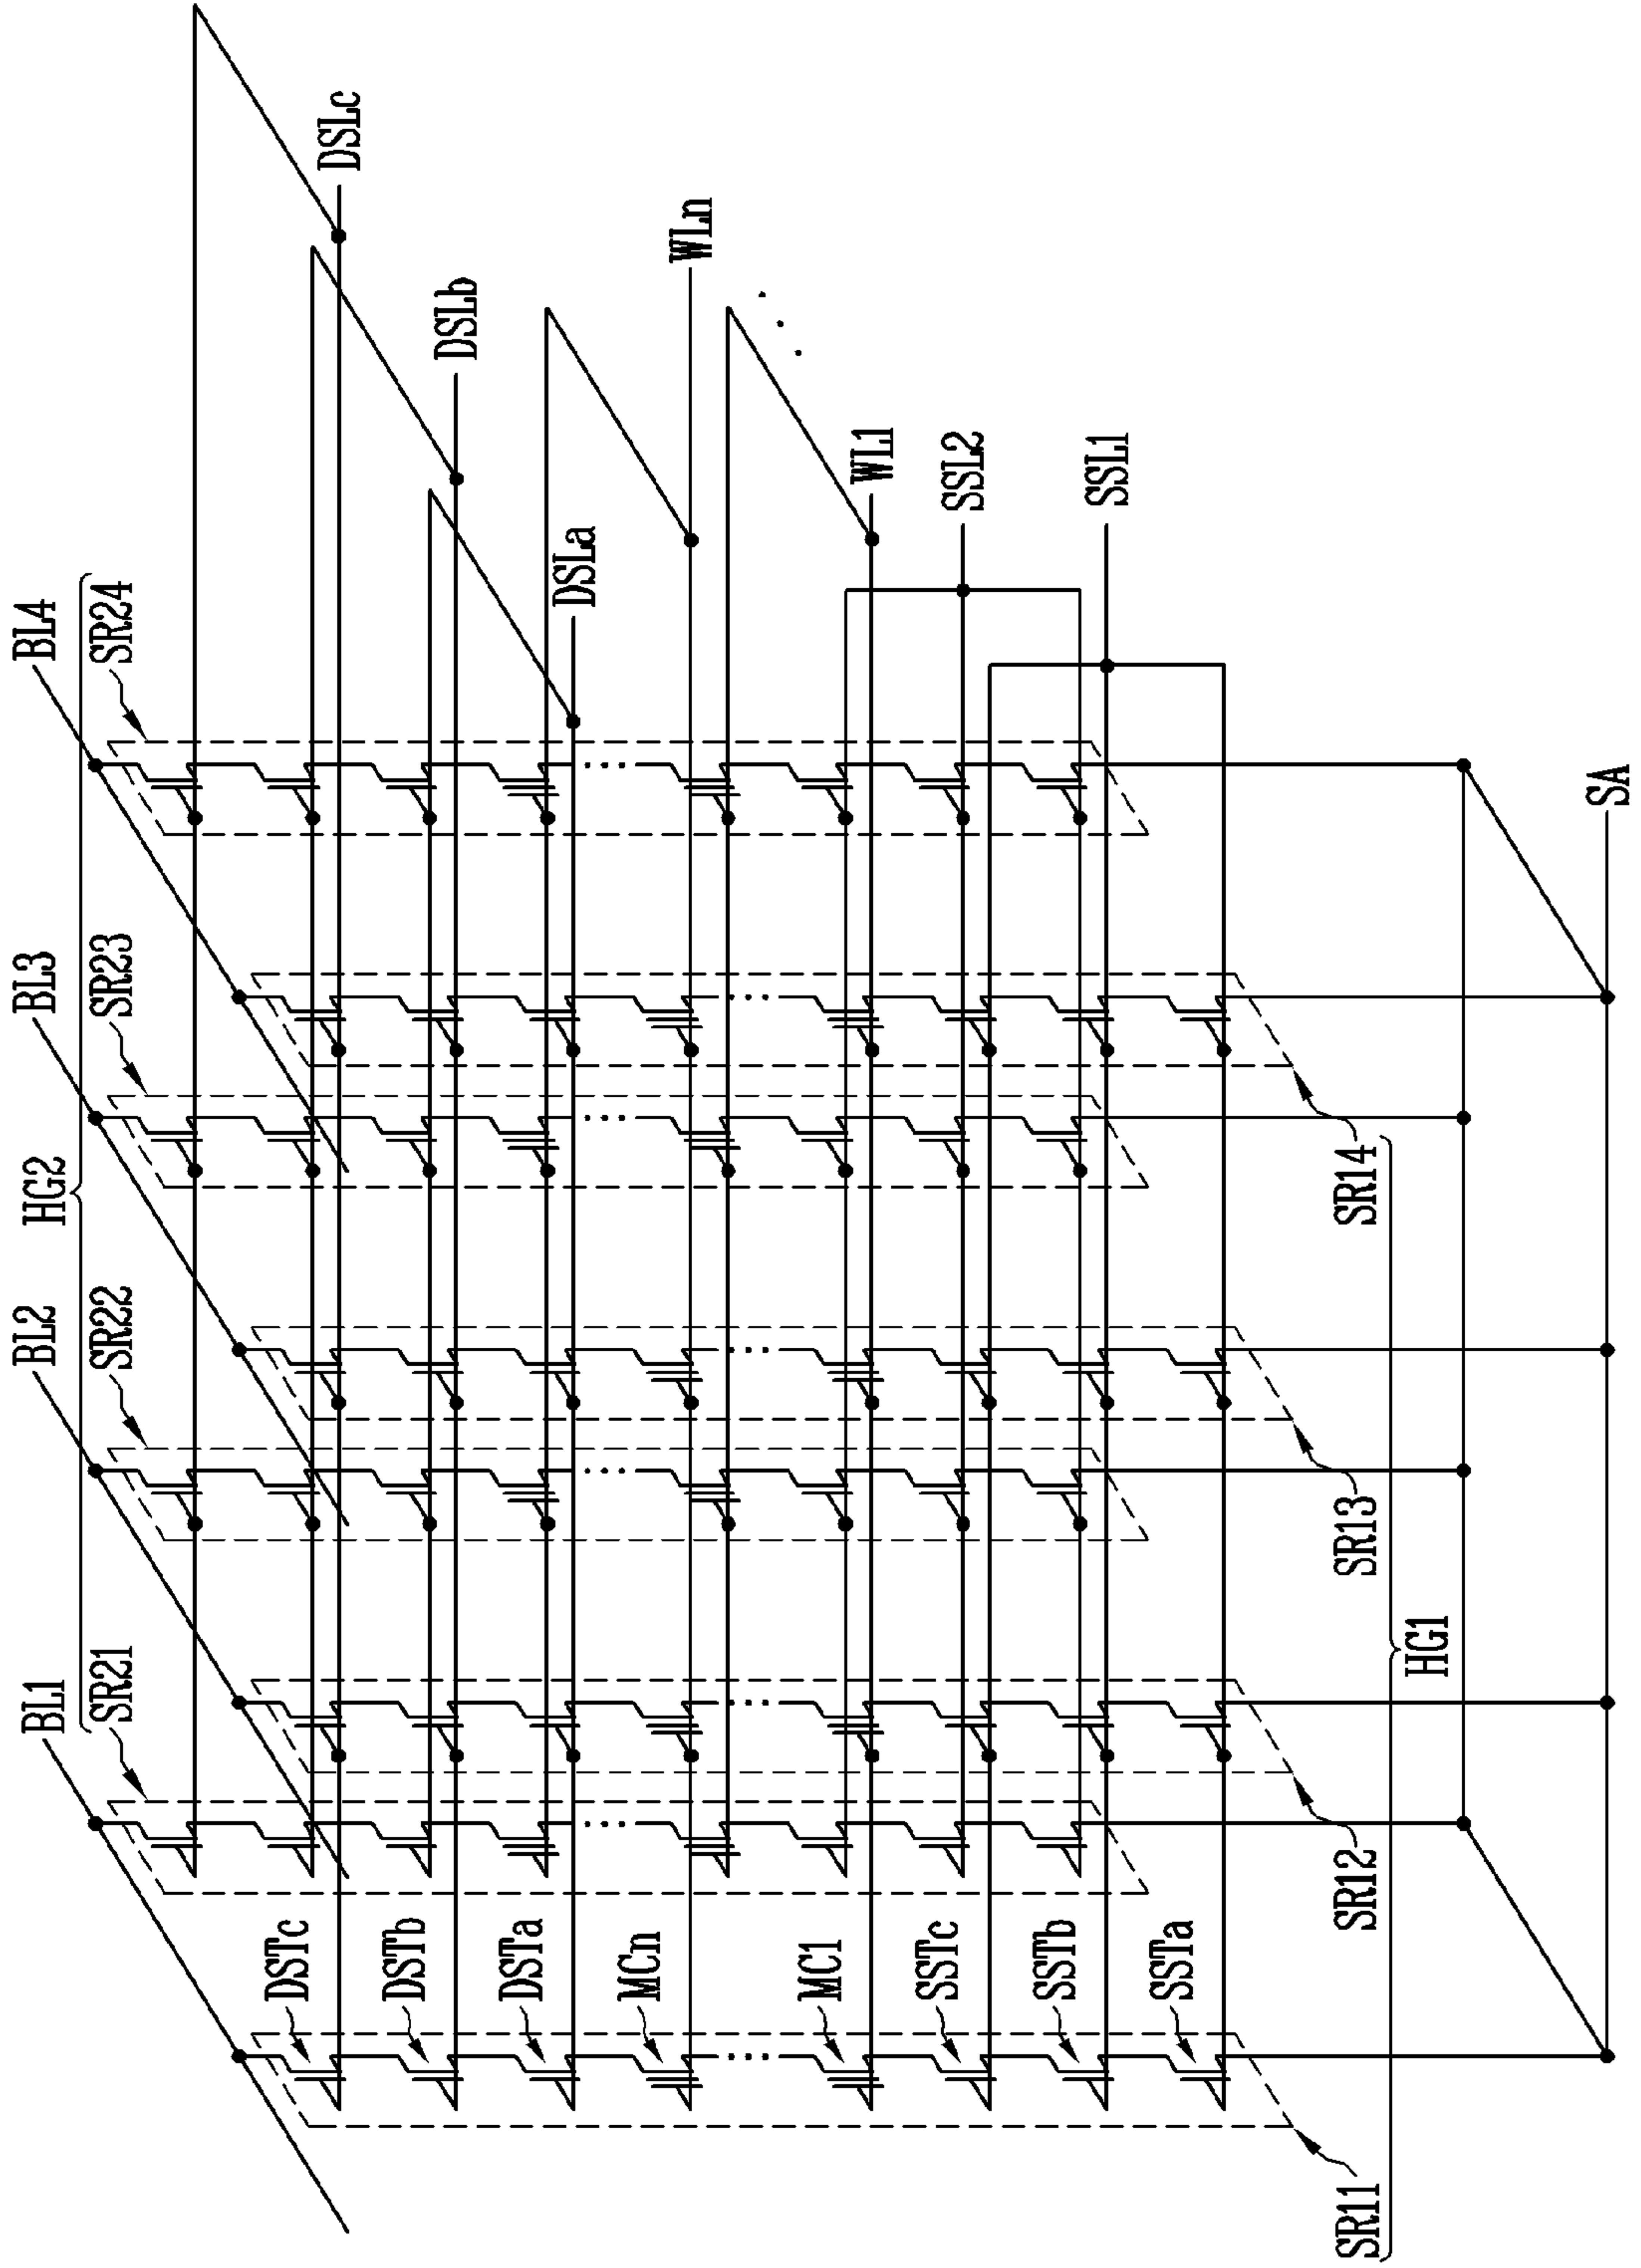 BL1
BL2
BL3
BL4
HG2
SR21
SR22
SR23
SR24
DSTc
DSLc
DSTb
DSLb
DSTa
DSLa
MCn
WLn
MC1
WL1
SSTc
SSL2
SSTb
SSL1
SSTa
SR11
SR12
SR13
SR14
HG1
SA